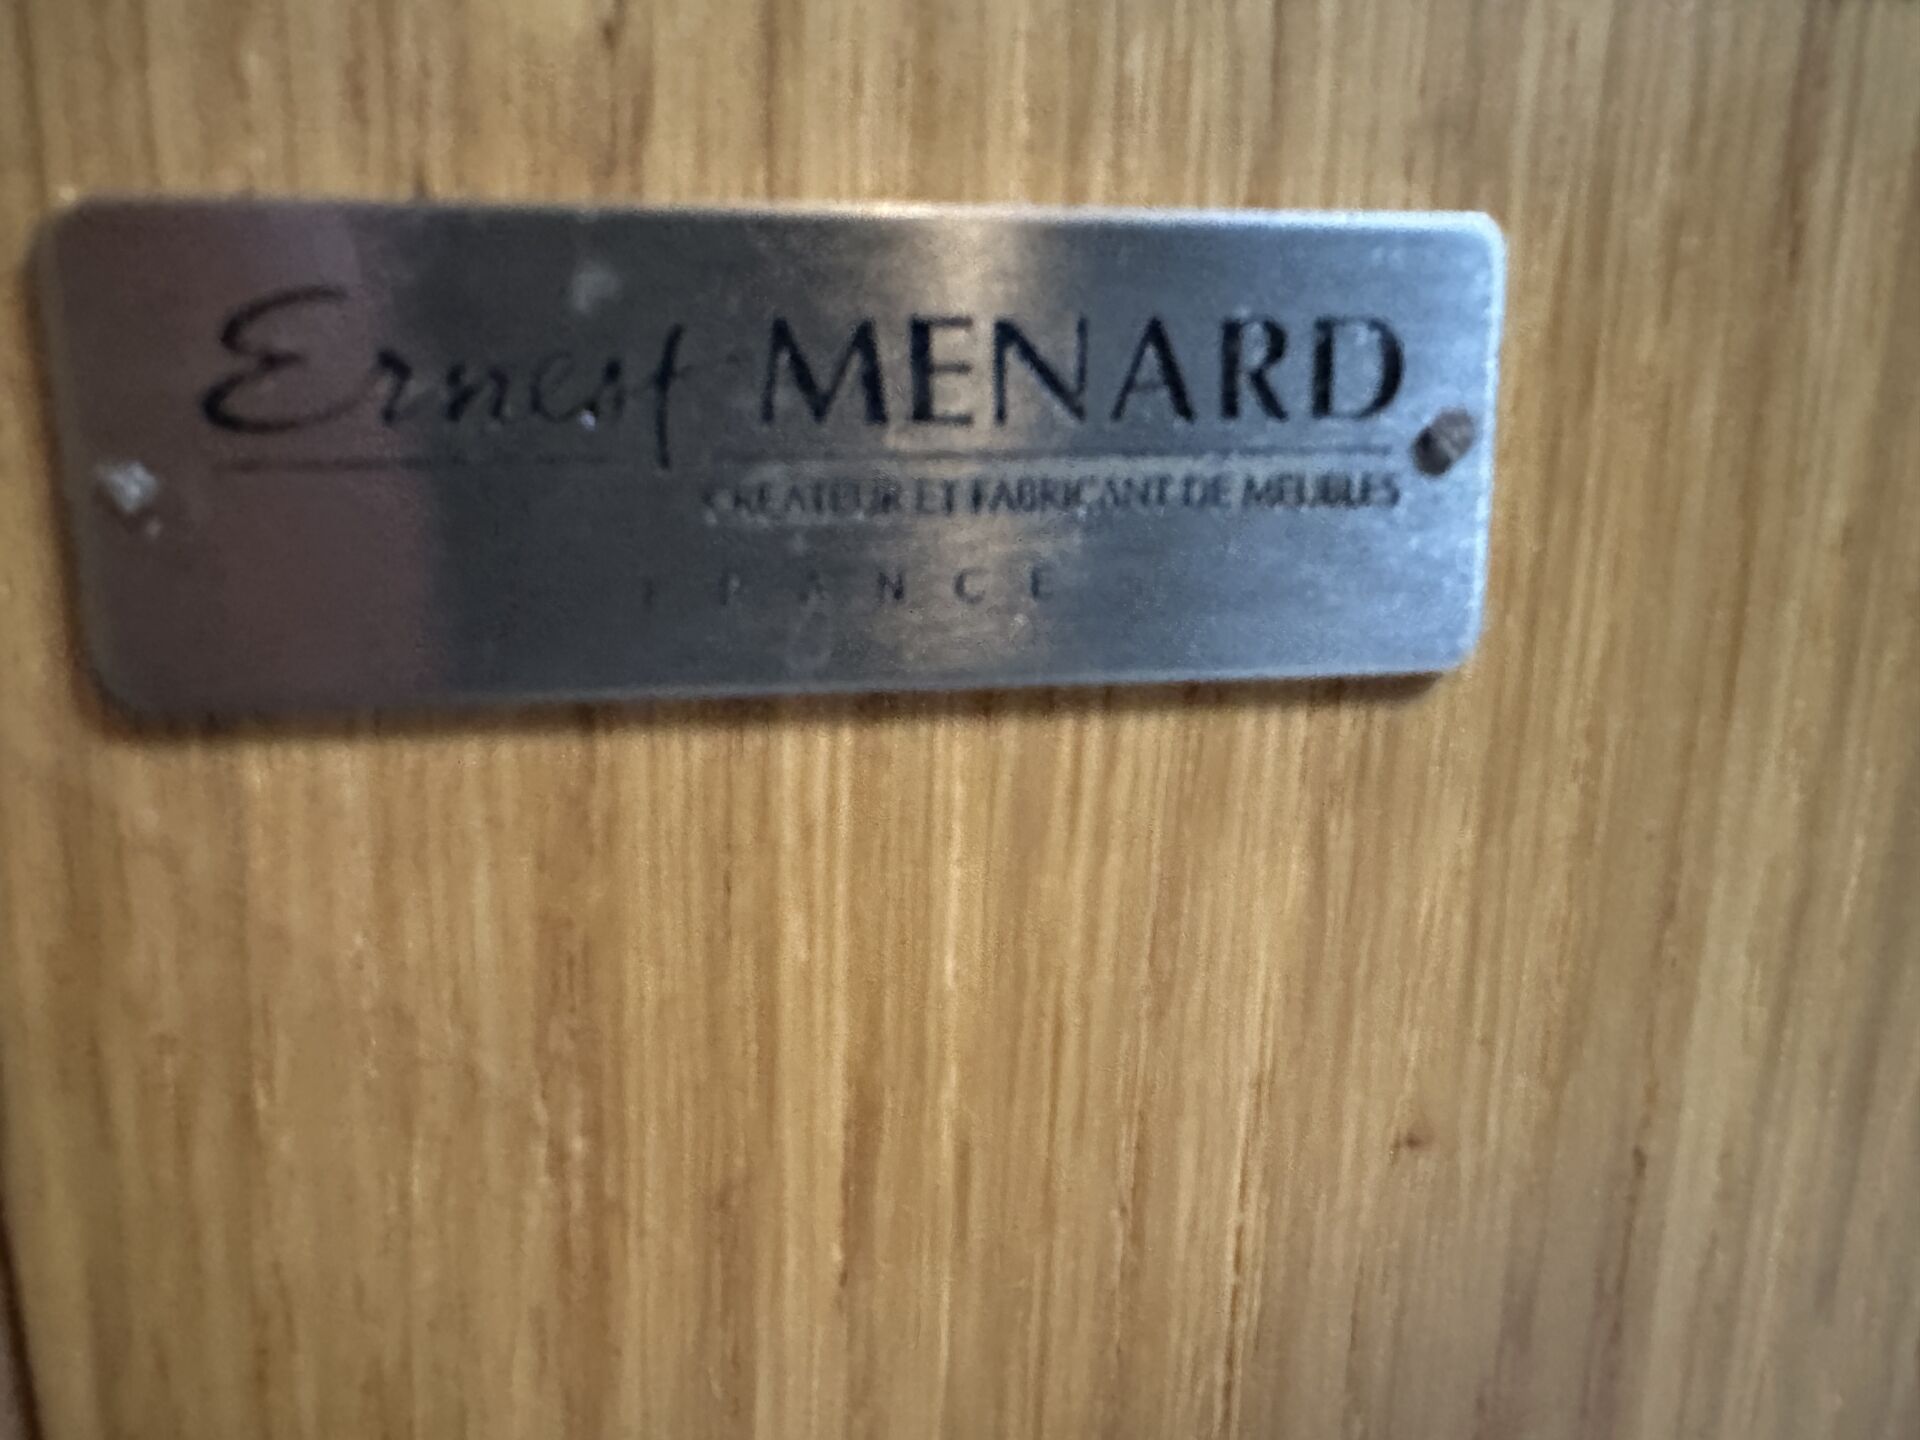 Ernest MENARD
CREATEUR ET FABRICANT DE MEUBLES
FRANCE